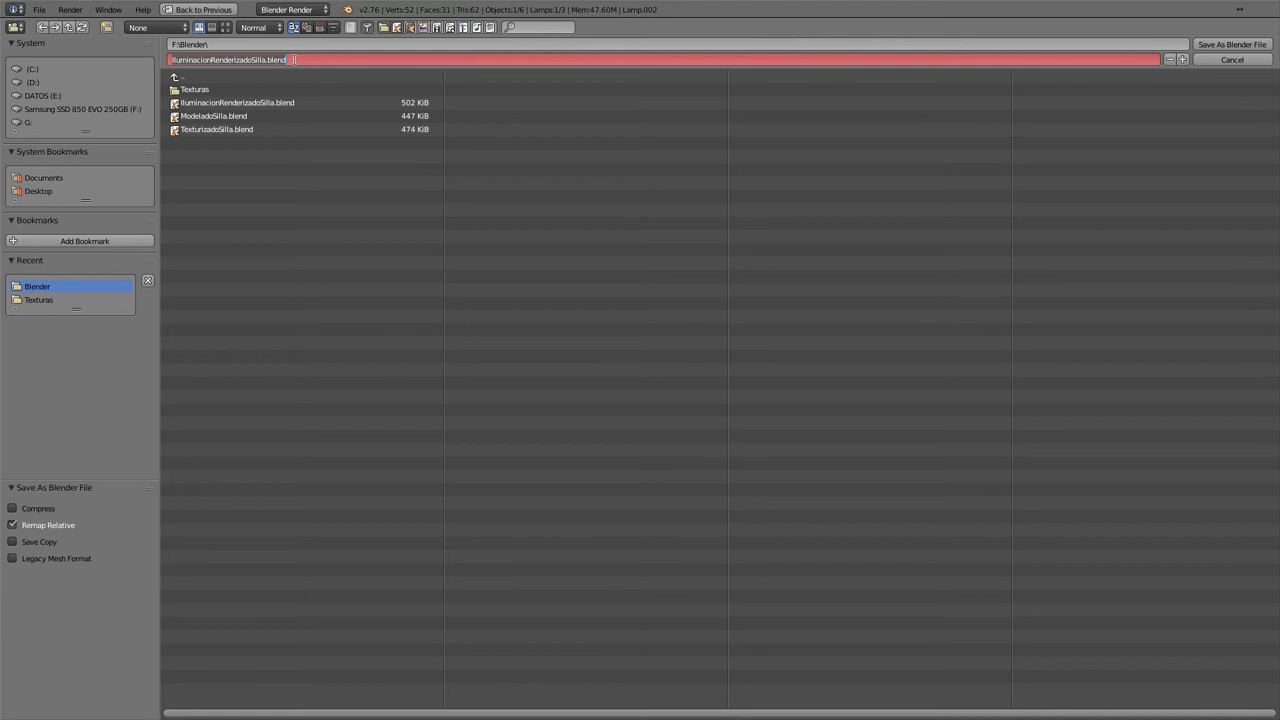 File Render Window Help Back to Previous Blender Render v2.76 | Verts:52 | Faces:31 | Tris:62 | Objects:1/6 | Lamps:1/3 | Mem:47.60M | Lamp.002
None Normal
System
F:\Blender\ Save As Blender File
IluminacionRenderizadoSilla.blend Cancel
(C:)
(D:)
DATOS (E:)
Samsung SSD 850 EVO 250GB (F:)
G:
..
Texturas
IluminacionRenderizadoSilla.blend 502 KiB
ModeladoSilla.blend 447 KiB
TexturizadoSilla.blend 474 KiB
System Bookmarks
Documents
Desktop
Bookmarks
Add Bookmark
Recent
Blender
Texturas
Save As Blender File
Compress
Remap Relative
Save Copy
Legacy Mesh Format